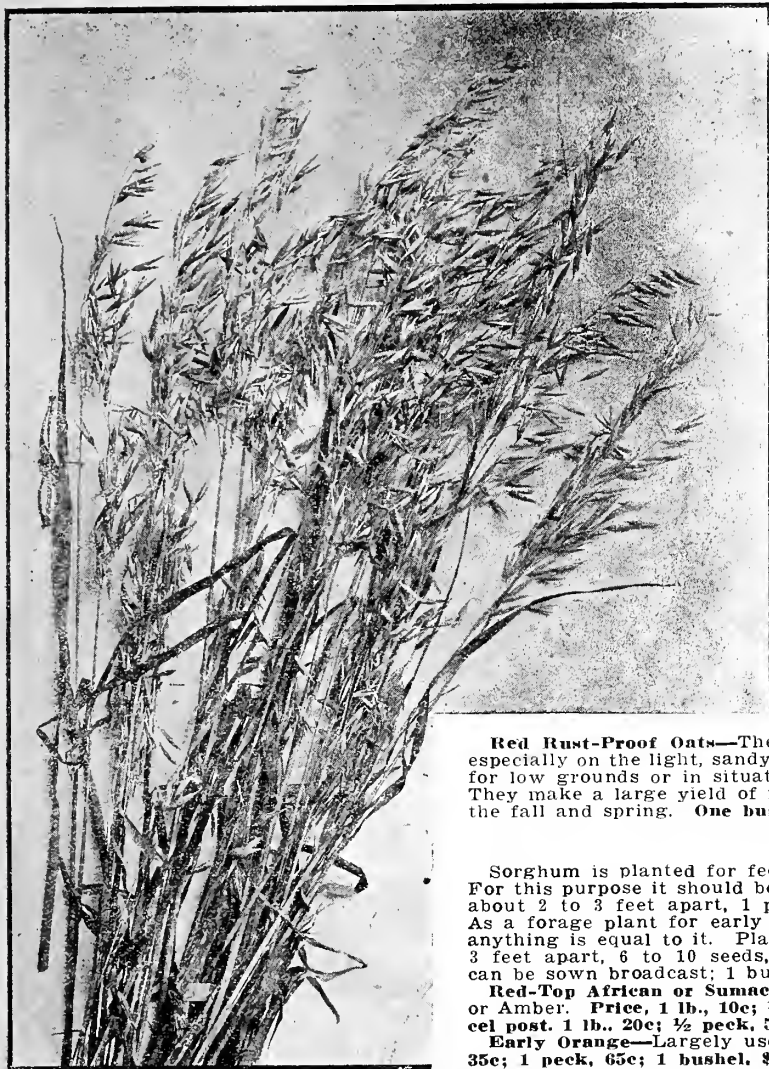 Red Rust-Proof Oats—The
especially on the light, sandy
for low grounds or in situat
They make a large yield of
the fall and spring. One bu
Sorghum is planted for fe
For this purpose it should be
about 2 to 3 feet apart, 1 p
As a forage plant for early
anything is equal to it. Pla
3 feet apart, 6 to 10 seeds,
can be sown broadcast; 1 bu
Red-Top African or Sumac
or Amber. Price, 1 lb., 10c;
cel post. 1 lb.. 20c; ½ peck,
Early Orange—Largely us
35c; 1 peck, 65c; 1 bushel, $